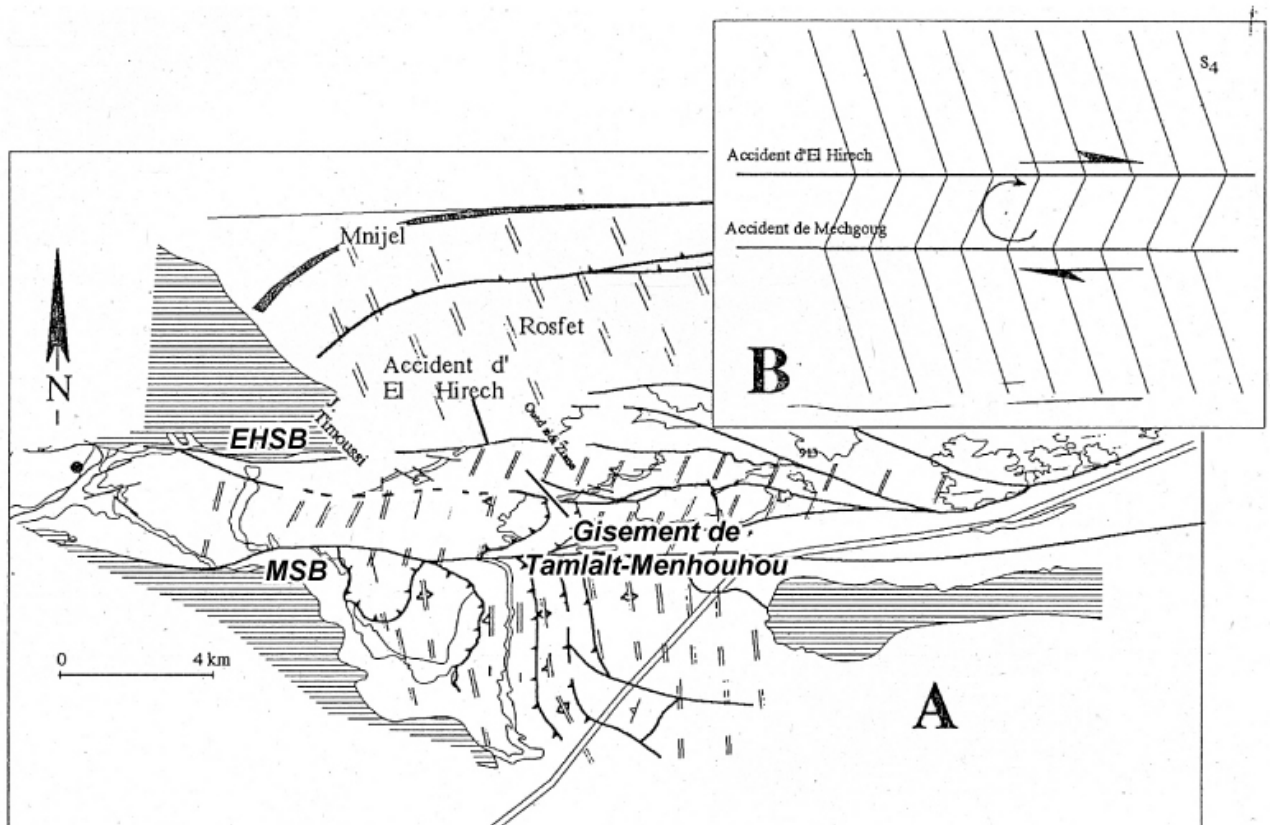 S4
Accident d'El Hirech
Accident de Mechgoug
B
Mnijel
Rosfet
Accident d'
El Hirech
N
J. Timoussi
EHSB
913
Gisement de
Tamlalt-Menhouhou
MSB
0 4 km
A